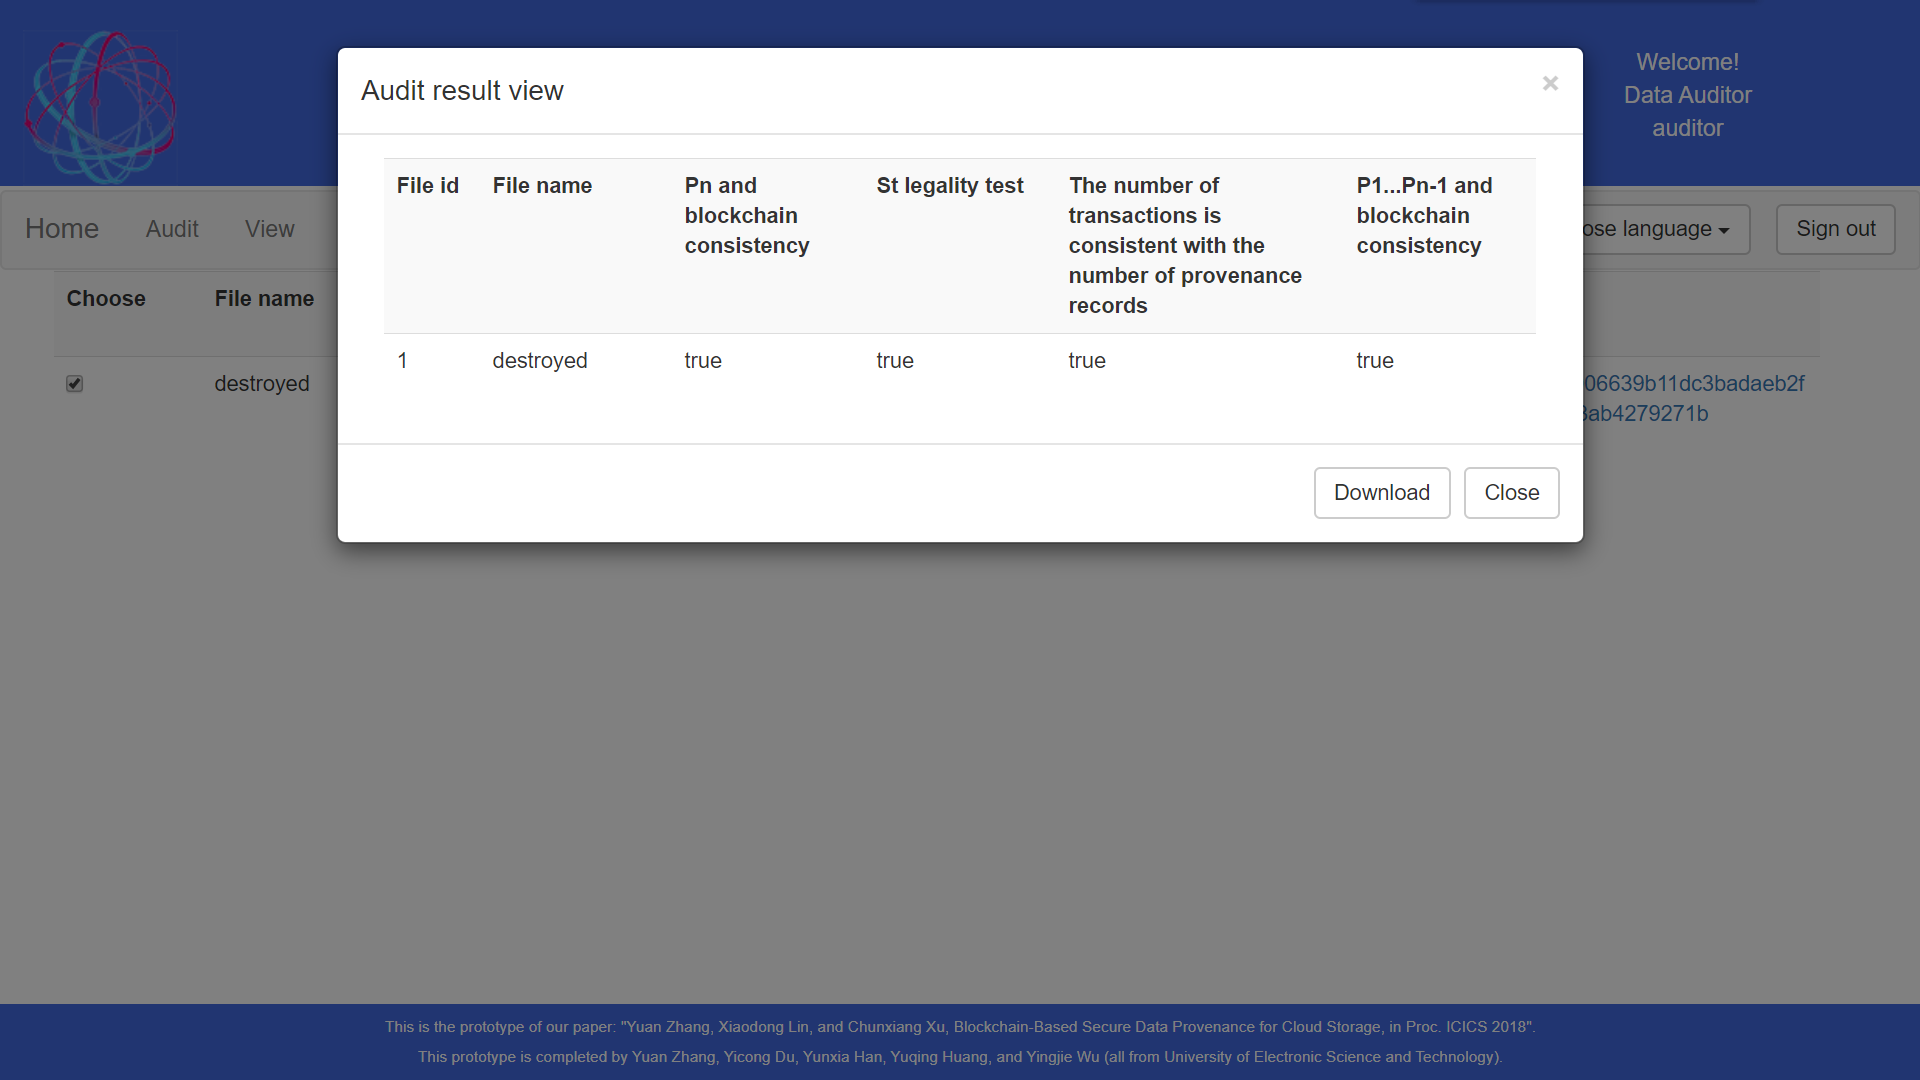 Welcome!
Data Auditor
auditor
Audit result view
×
File id File name Pn and blockchain consistency St legality test The number of transactions is consistent with the number of provenance records P1...Pn-1 and blockchain consistency
1 destroyed true true true true
Download Close
Home Audit View ose language Sign out
Choose File name
destroyed
06639b11dc3badaeb2f
ab4279271b
This is the prototype of our paper: "Yuan Zhang, Xiaodong Lin, and Chunxiang Xu, Blockchain-Based Secure Data Provenance for Cloud Storage, in Proc. ICICS 2018".
This prototype is completed by Yuan Zhang, Yicong Du, Yunxia Han, Yuqing Huang, and Yingjie Wu (all from University of Electronic Science and Technology).